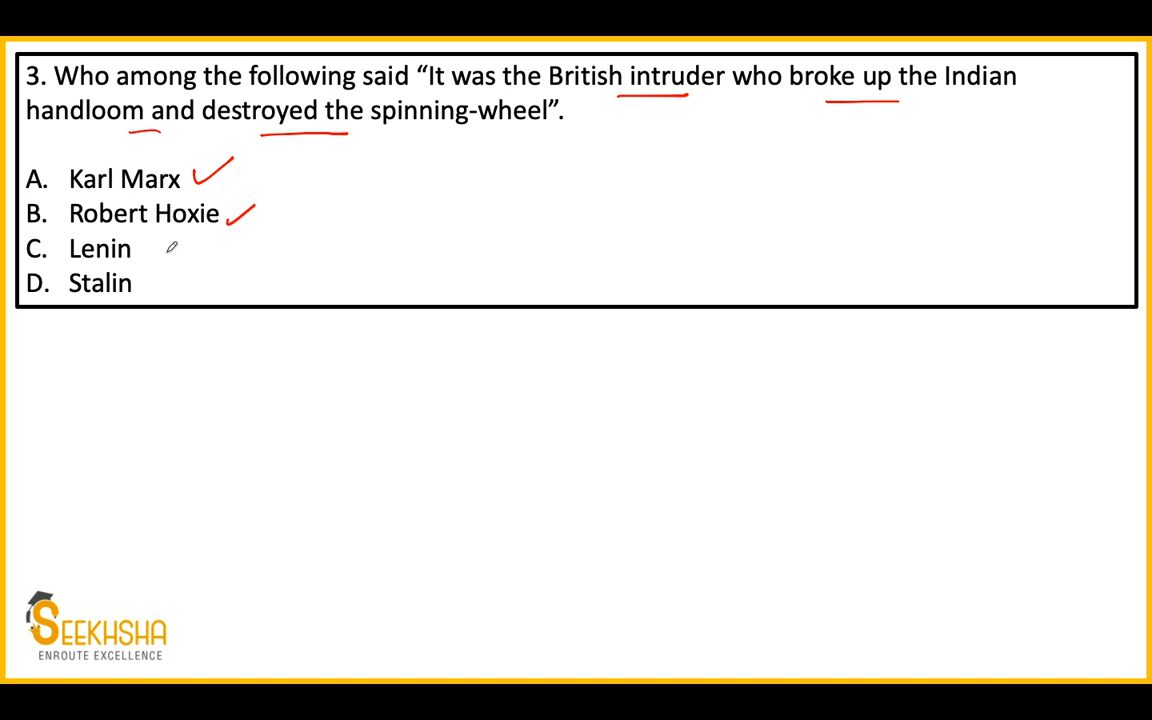 3. Who among the following said “It was the British intruder who broke up the Indian
handloom and destroyed the spinning-wheel”.
A. Karl Marx
B. Robert Hoxie
C. Lenin
D. Stalin
SEEKHSHA
ENROUTE EXCELLENCE